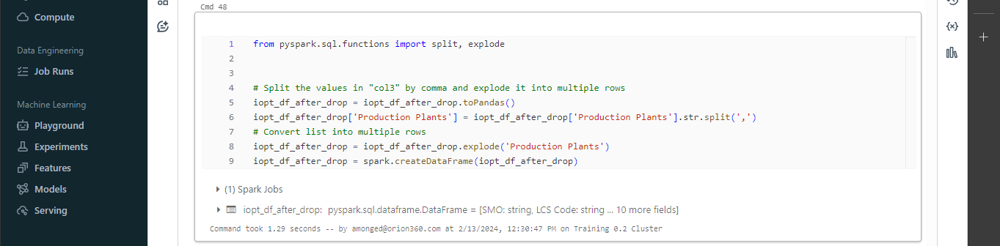 Compute
Data Engineering
Job Runs
Machine Learning
Playground
Experiments
Features
Models
Serving
Cmd 48
1 from pyspark.sql.functions import split, explode
2
3
4 # Split the values in "col3" by comma and explode it into multiple rows
5 iopt_df_after_drop = iopt_df_after_drop.toPandas()
6 iopt_df_after_drop['Production Plants'] = iopt_df_after_drop['Production Plants'].str.split(',')
7 # Convert list into multiple rows
8 iopt_df_after_drop = iopt_df_after_drop.explode('Production Plants')
9 iopt_df_after_drop = spark.createDataFrame(iopt_df_after_drop)
(1) Spark Jobs
iopt_df_after_drop: pyspark.sql.dataframe.DataFrame = [SMO: string, LCS Code: string ... 10 more fields]
Command took 1.29 seconds -- by amonged@orion360.com at 2/13/2024, 12:30:47 PM on Training 0.2 Cluster